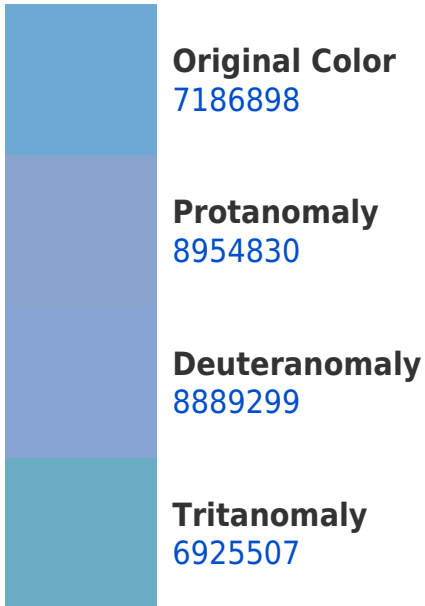 Original Color
7186898
Protanomaly
8954830
Deuteranomaly
8889299
Tritanomaly
6925507